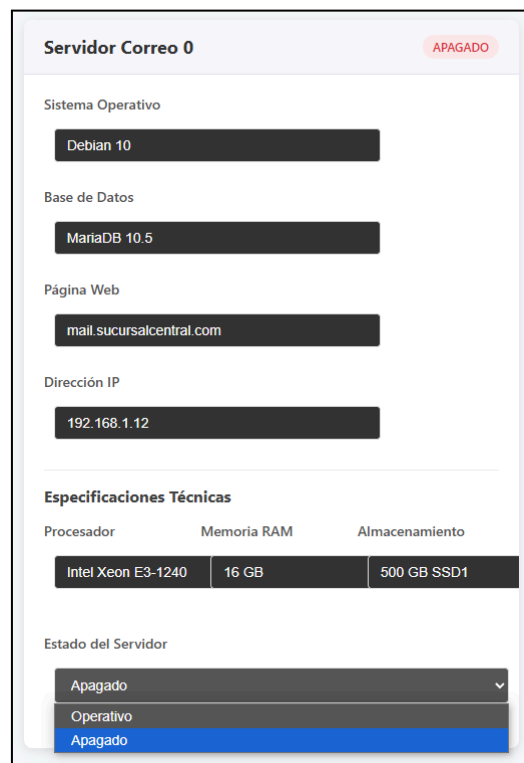 Servidor Correo 0 APAGADO
Sistema Operativo
Debian 10
Base de Datos
MariaDB 10.5
Página Web
mail.sucursalcentral.com
Dirección IP
192.168.1.12
Especificaciones Técnicas
Procesador Memoria RAM Almacenamiento
Intel Xeon E3-1240 16 GB 500 GB SSD1
Estado del Servidor
Apagado
Operativo
Apagado